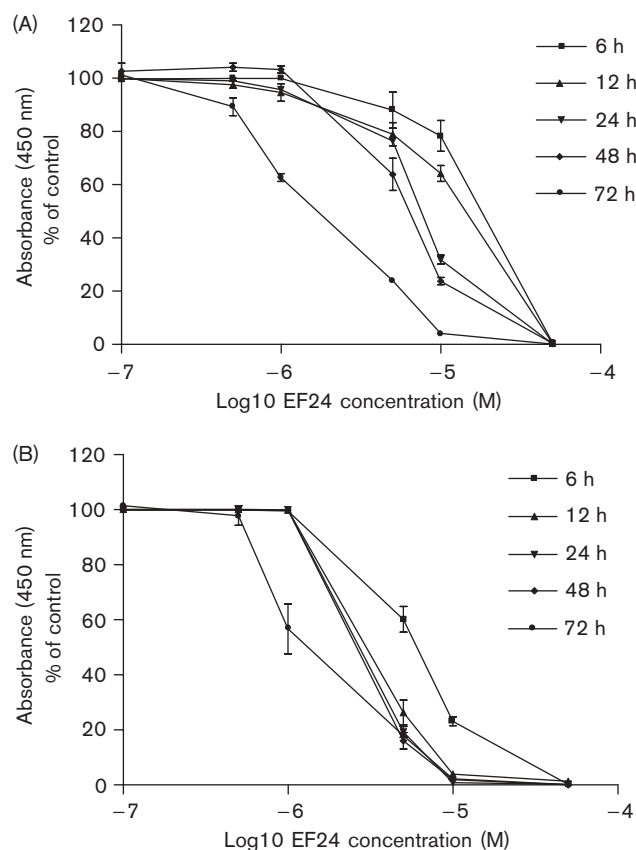 (A)
120
100
80
60
40
20
0
Absorbance (450 nm)
% of control
−7
−6
−5
−4
Log10 EF24 concentration (M)
6 h
12 h
24 h
48 h
72 h
(B)
120
100
80
60
40
20
0
Absorbance (450 nm)
% of control
−7
−6
−5
−4
Log10 EF24 concentration (M)
6 h
12 h
24 h
48 h
72 h